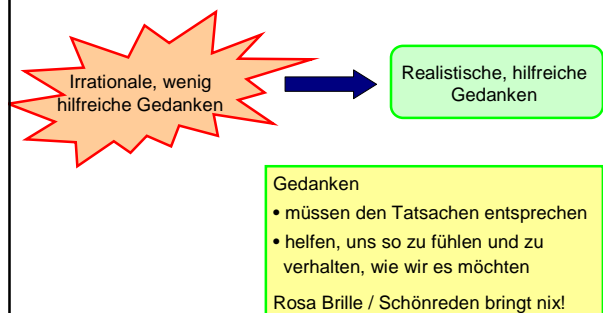 Irrationale, wenig
hilfreiche Gedanken
Realistische, hilfreiche
Gedanken
Gedanken
• müssen den Tatsachen entsprechen
• helfen, uns so zu fühlen und zu
verhalten, wie wir es möchten
Rosa Brille / Schönreden bringt nix!